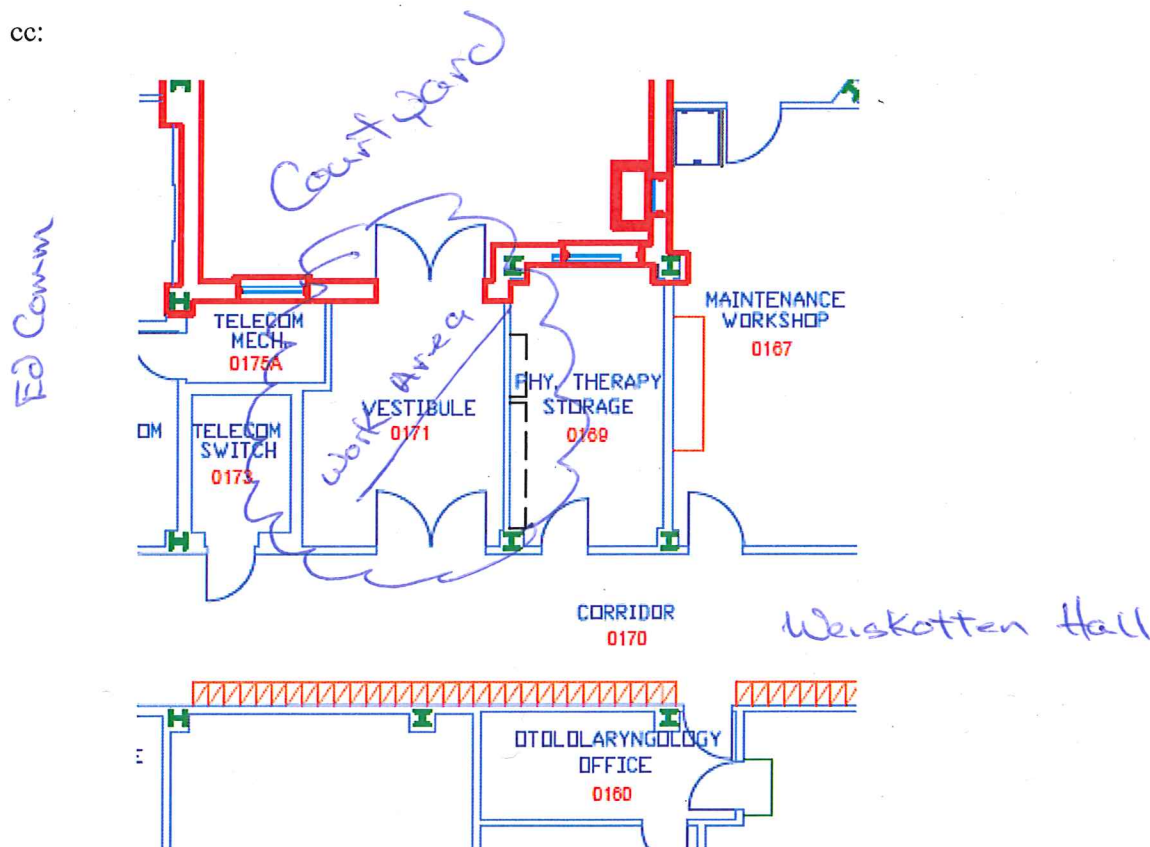 cc:
Courtyard
Ed Comm
TELECOM
MECH.
0175A
MAINTENANCE
WORKSHOP
0167
Work Area
VESTIBULE
0171
PHY. THERAPY
STORAGE
0169
OM
TELECOM
SWITCH
0173
CORRIDOR
0170
Weiskotten Hall
OTOLOLARYNGOLOGY
OFFICE
0160
E